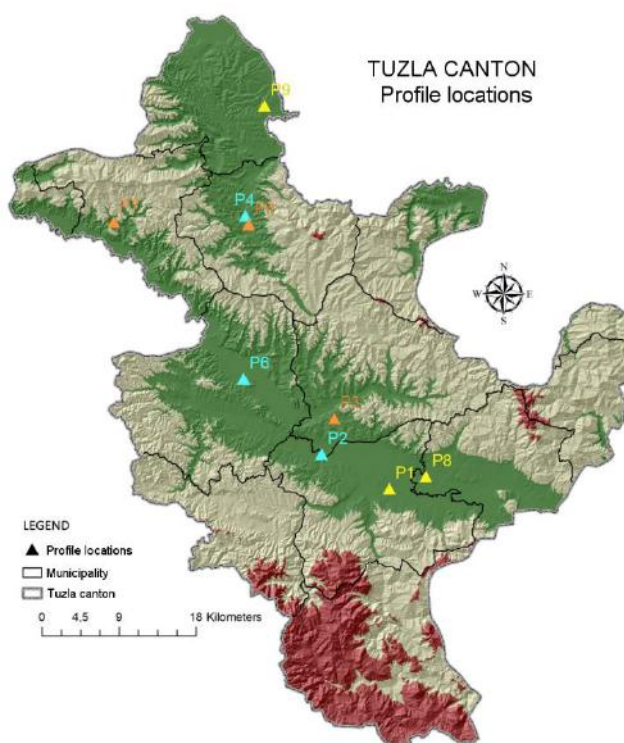 TUZLA CANTON
Profile locations
P9
P4
P6
P2
P1
P8
N
W
E
S
LEGEND
Profile locations
Municipality
Tuzla canton
0 4,5 9 18 Kilometers